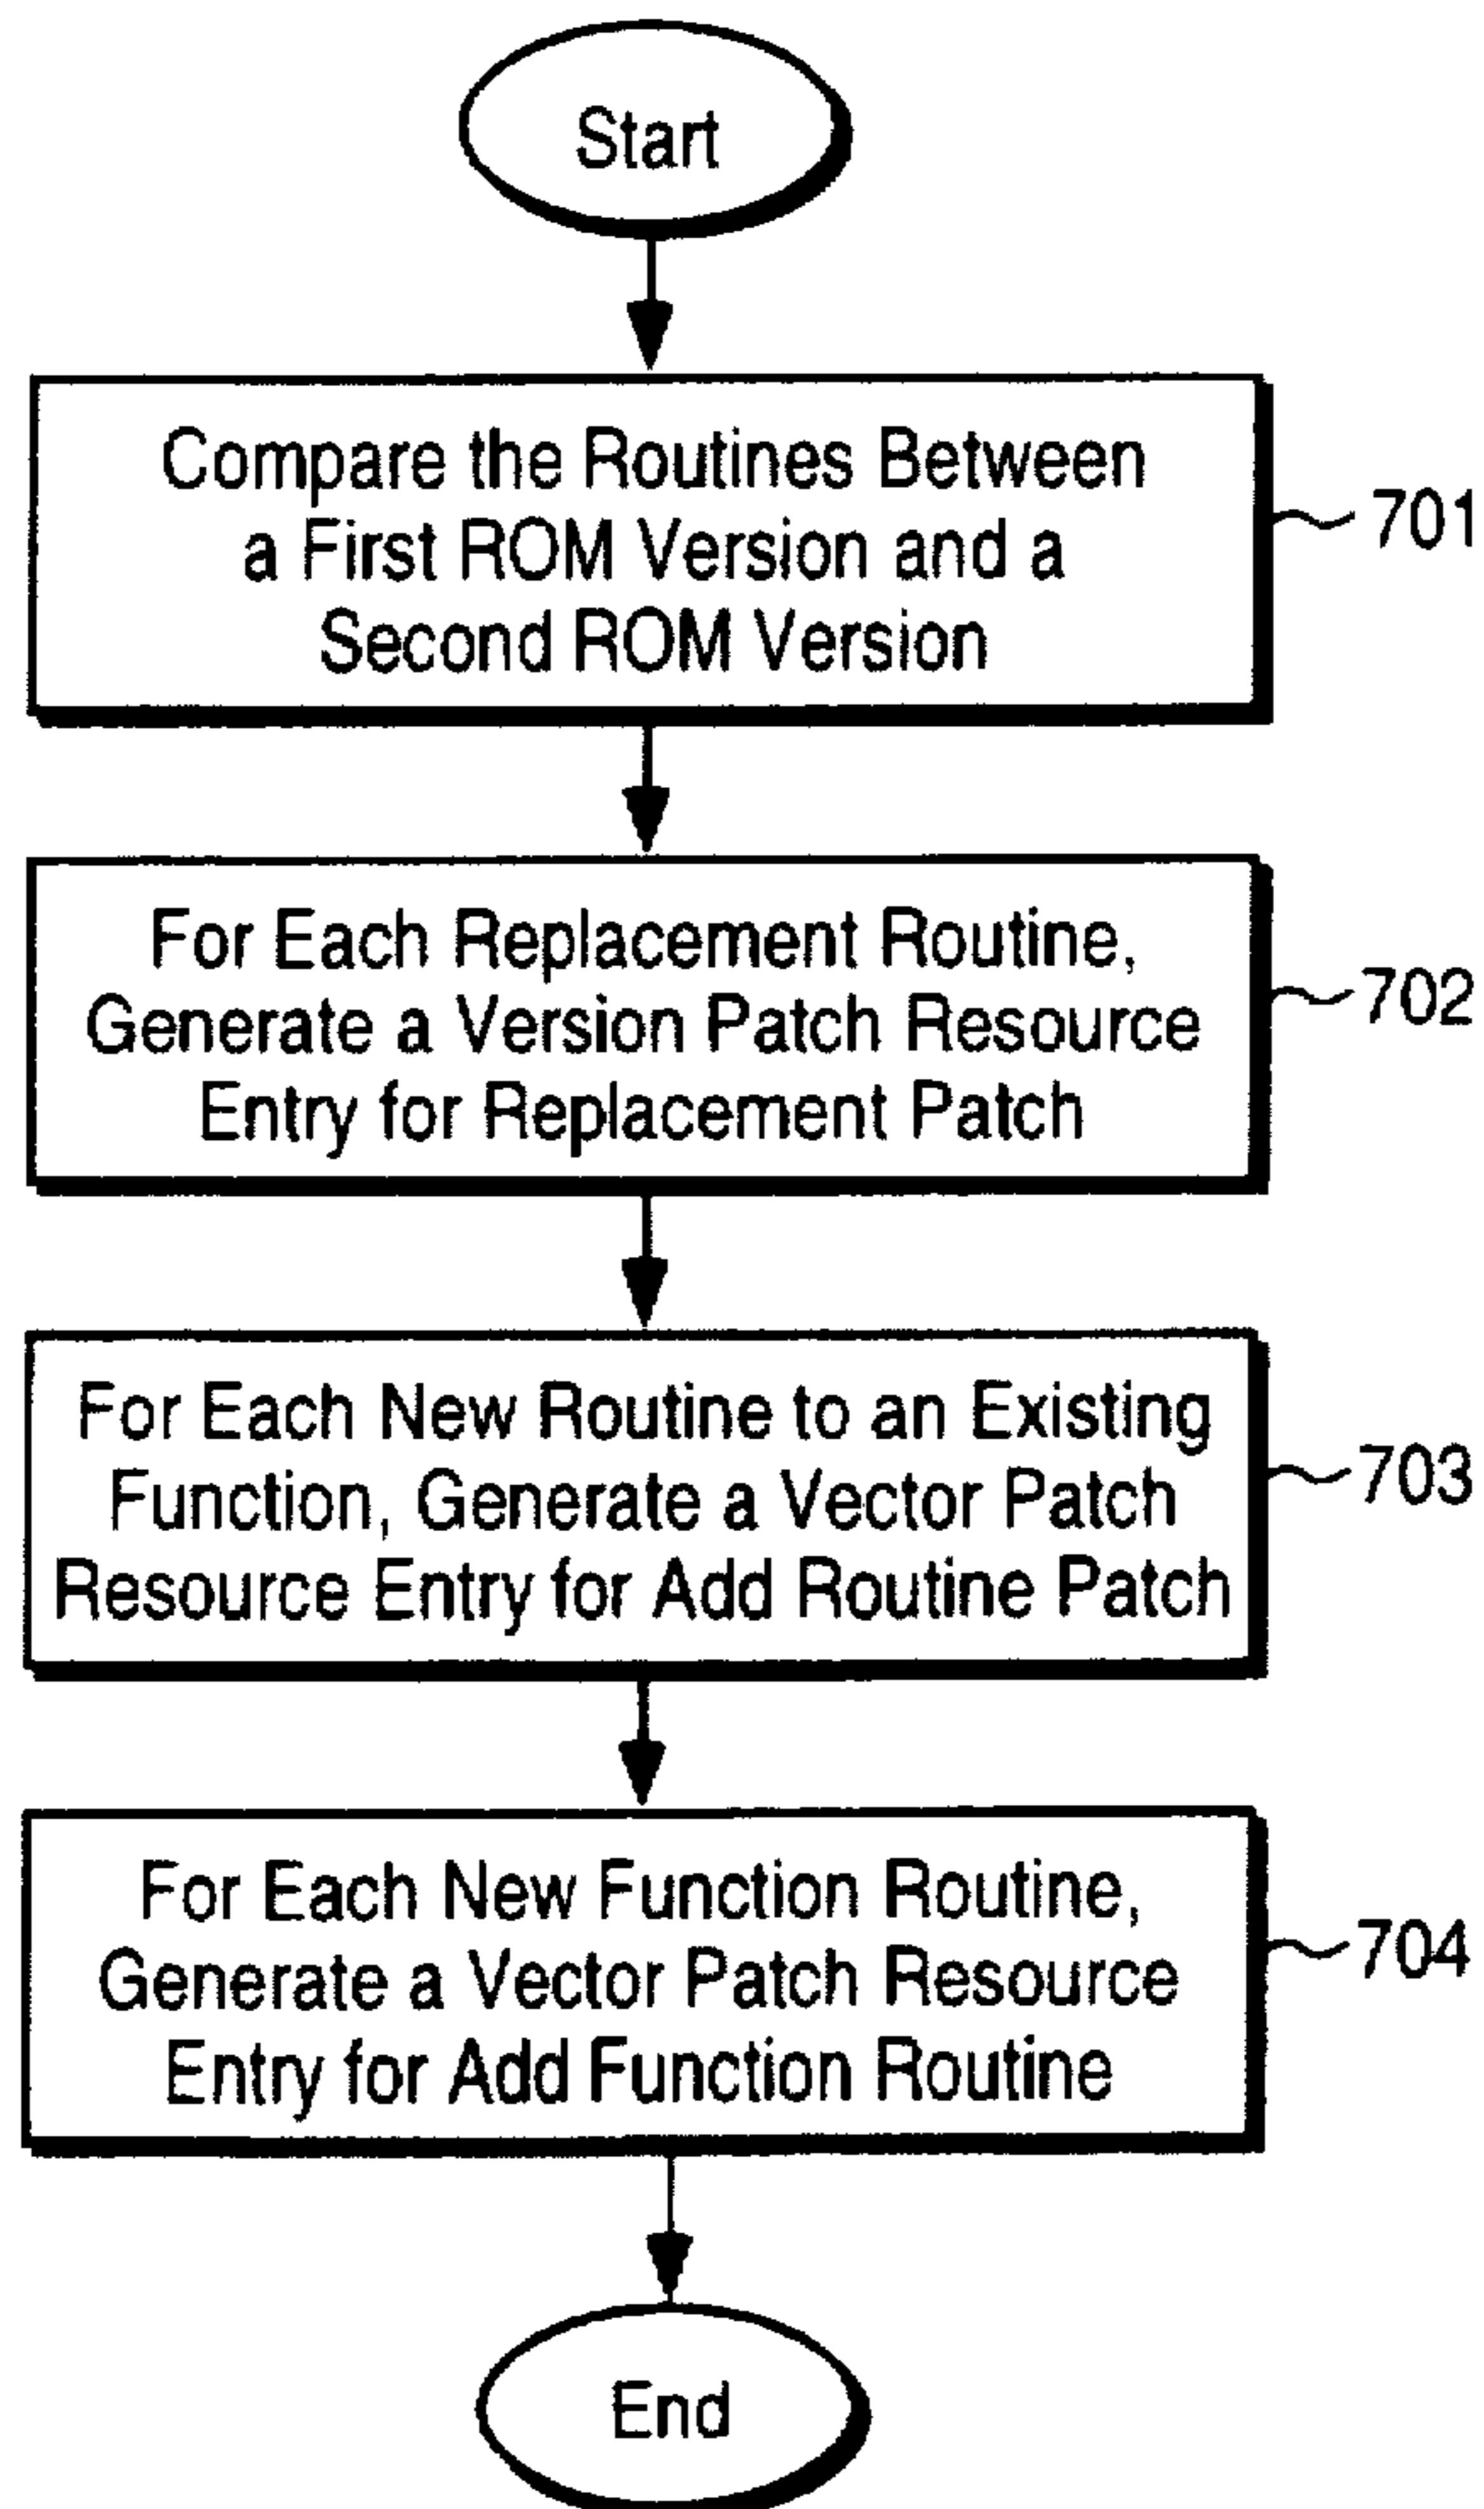 Start
Compare the Routines Between
a First ROM Version and a
Second ROM Version
701
For Each Replacement Routine,
Generate a Version Patch Resource
Entry for Replacement Patch
702
For Each New Routine to an Existing
Function, Generate a Vector Patch
Resource Entry for Add Routine Patch
703
For Each New Function Routine,
Generate a Vector Patch Resource
Entry for Add Function Routine
704
End